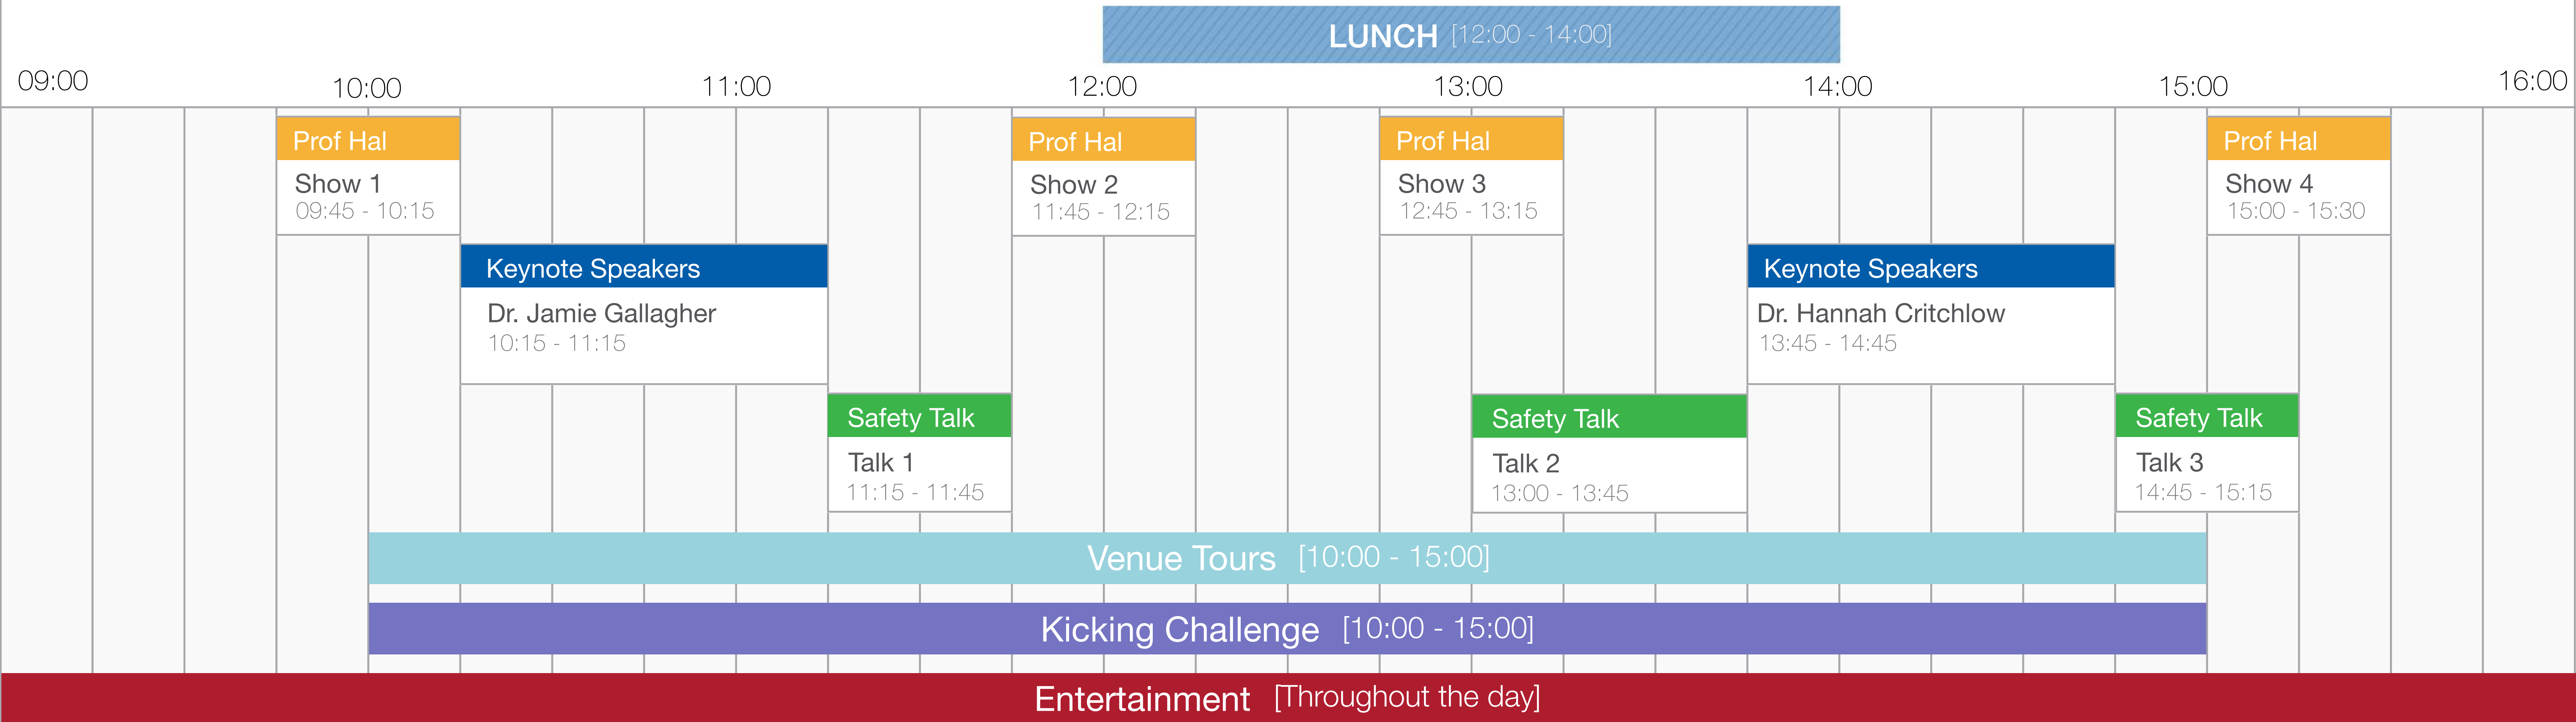 LUNCH [12:00 - 14:00]
09:00 10:00 11:00 12:00 13:00 14:00 15:00 16:00
Prof Hal
Show 1
09:45 - 10:15
Prof Hal
Show 2
11:45 - 12:15
Prof Hal
Show 3
12:45 - 13:15
Prof Hal
Show 4
15:00 - 15:30
Keynote Speakers
Dr. Jamie Gallagher
10:15 - 11:15
Keynote Speakers
Dr. Hannah Critchlow
13:45 - 14:45
Safety Talk
Talk 1
11:15 - 11:45
Safety Talk
Talk 2
13:00 - 13:45
Safety Talk
Talk 3
14:45 - 15:15
Venue Tours [10:00 - 15:00]
Kicking Challenge [10:00 - 15:00]
Entertainment [Throughout the day]